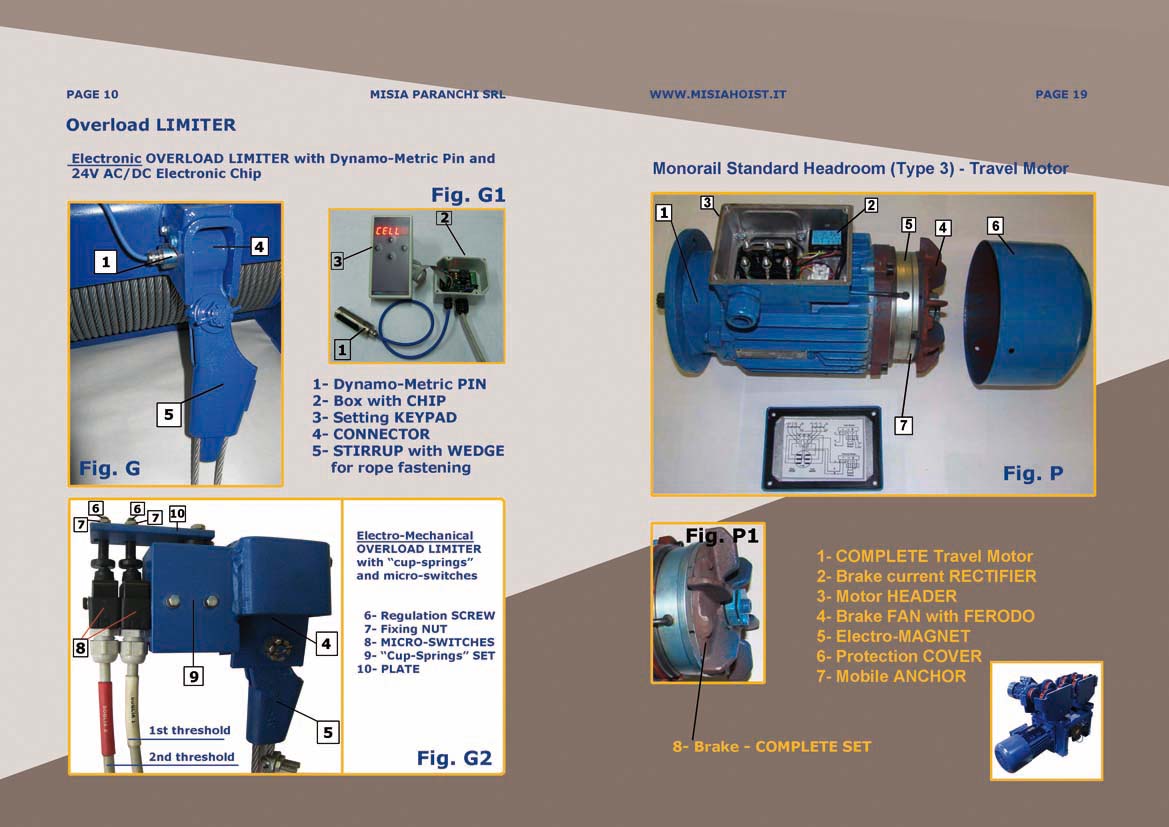 PAGE 10
MISIA PARANCHI SRL
Overload LIMITER
Electronic OVERLOAD LIMITER with Dynamo-Metric Pin and
24V AC/DC Electronic Chip
Fig. G1
1
4
5
Fig. G
CELL
2
3
1
1- Dynamo-Metric PIN
2- Box with CHIP
3- Setting KEYPAD
4- CONNECTOR
5- STIRRUP with WEDGE
for rope fastening
6
6
7
7
10
8
9
4
5
1st threshold
2nd threshold
Electro-Mechanical
OVERLOAD LIMITER
with “cup-springs”
and micro-switches
6- Regulation SCREW
7- Fixing NUT
8- MICRO-SWITCHES
9- “Cup-Springs” SET
10- PLATE
Fig. G2
WWW.MISIAHOIST.IT
PAGE 19
Monorail Standard Headroom (Type 3) - Travel Motor
1
3
2
5
4
6
7
Fig. P
Fig. P1
1- COMPLETE Travel Motor
2- Brake current RECTIFIER
3- Motor HEADER
4- Brake FAN with FERODO
5- Electro-MAGNET
6- Protection COVER
7- Mobile ANCHOR
8- Brake - COMPLETE SET